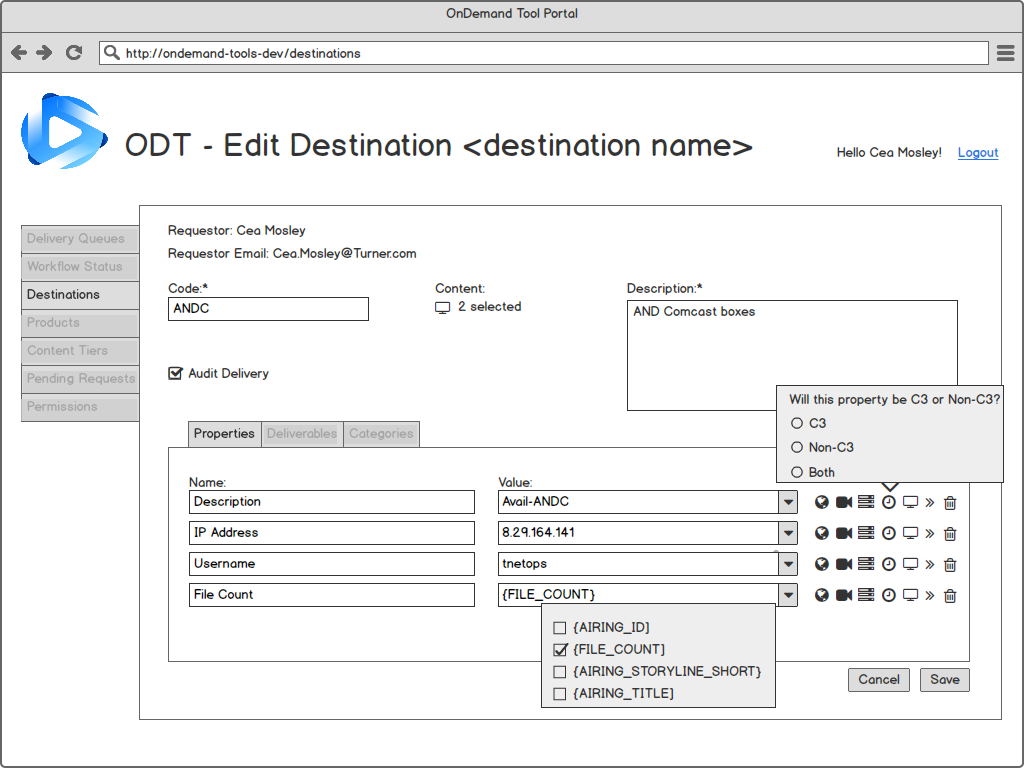 OnDemand Tool Portal
http://ondemand-tools-dev/destinations
ODT - Edit Destination <destination name>
Hello Cea Mosley! Logout
Delivery Queues
Workflow Status
Destinations
Products
Content Tiers
Pending Requests
Permissions
Requestor: Cea Mosley
Requestor Email: Cea.Mosley@Turner.com
Code:* Content: Description:*
ANDC 2 selected AND Comcast boxes
Audit Delivery
Will this property be C3 or Non-C3?
C3
Non-C3
Both
Properties Deliverables Categories
Name: Value:
Description Avail-ANDC
IP Address 8.29.164.141
Username tnetops
File Count {FILE_COUNT}
{AIRING_ID}
{FILE_COUNT}
{AIRING_STORYLINE_SHORT}
{AIRING_TITLE}
Cancel Save